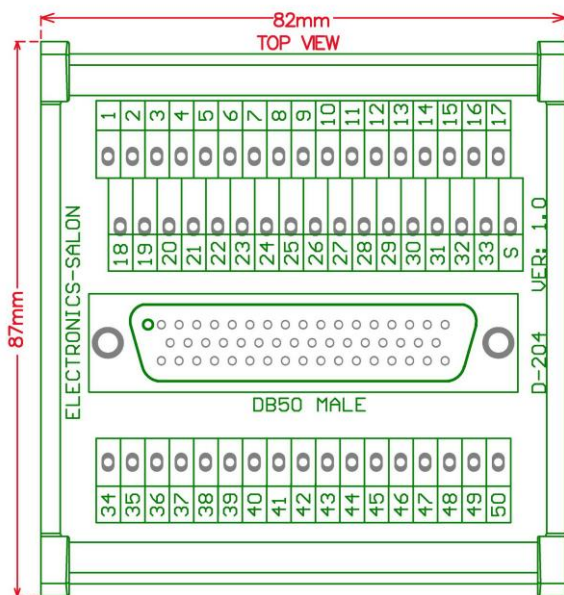 82mm
TOP VIEW
87mm
1 2 3 4 5 6 7 8 9 10 11 12 13 14 15 16 17
18 19 20 21 22 23 24 25 26 27 28 29 30 31 32 33 S
ELECTRONICS-SALON
D-204 VER: 1.0
DB50 MALE
34 35 36 37 38 39 40 41 42 43 44 45 46 47 48 49 50